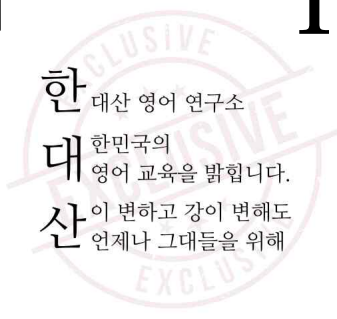 EXCLUSIVE
한 대산 영어 연구소
대 한민국의
영어 교육을 밝힙니다.
산 이 변하고 강이 변해도
언제나 그대들을 위해
EXCLUSIVE
EXCLUSIVE